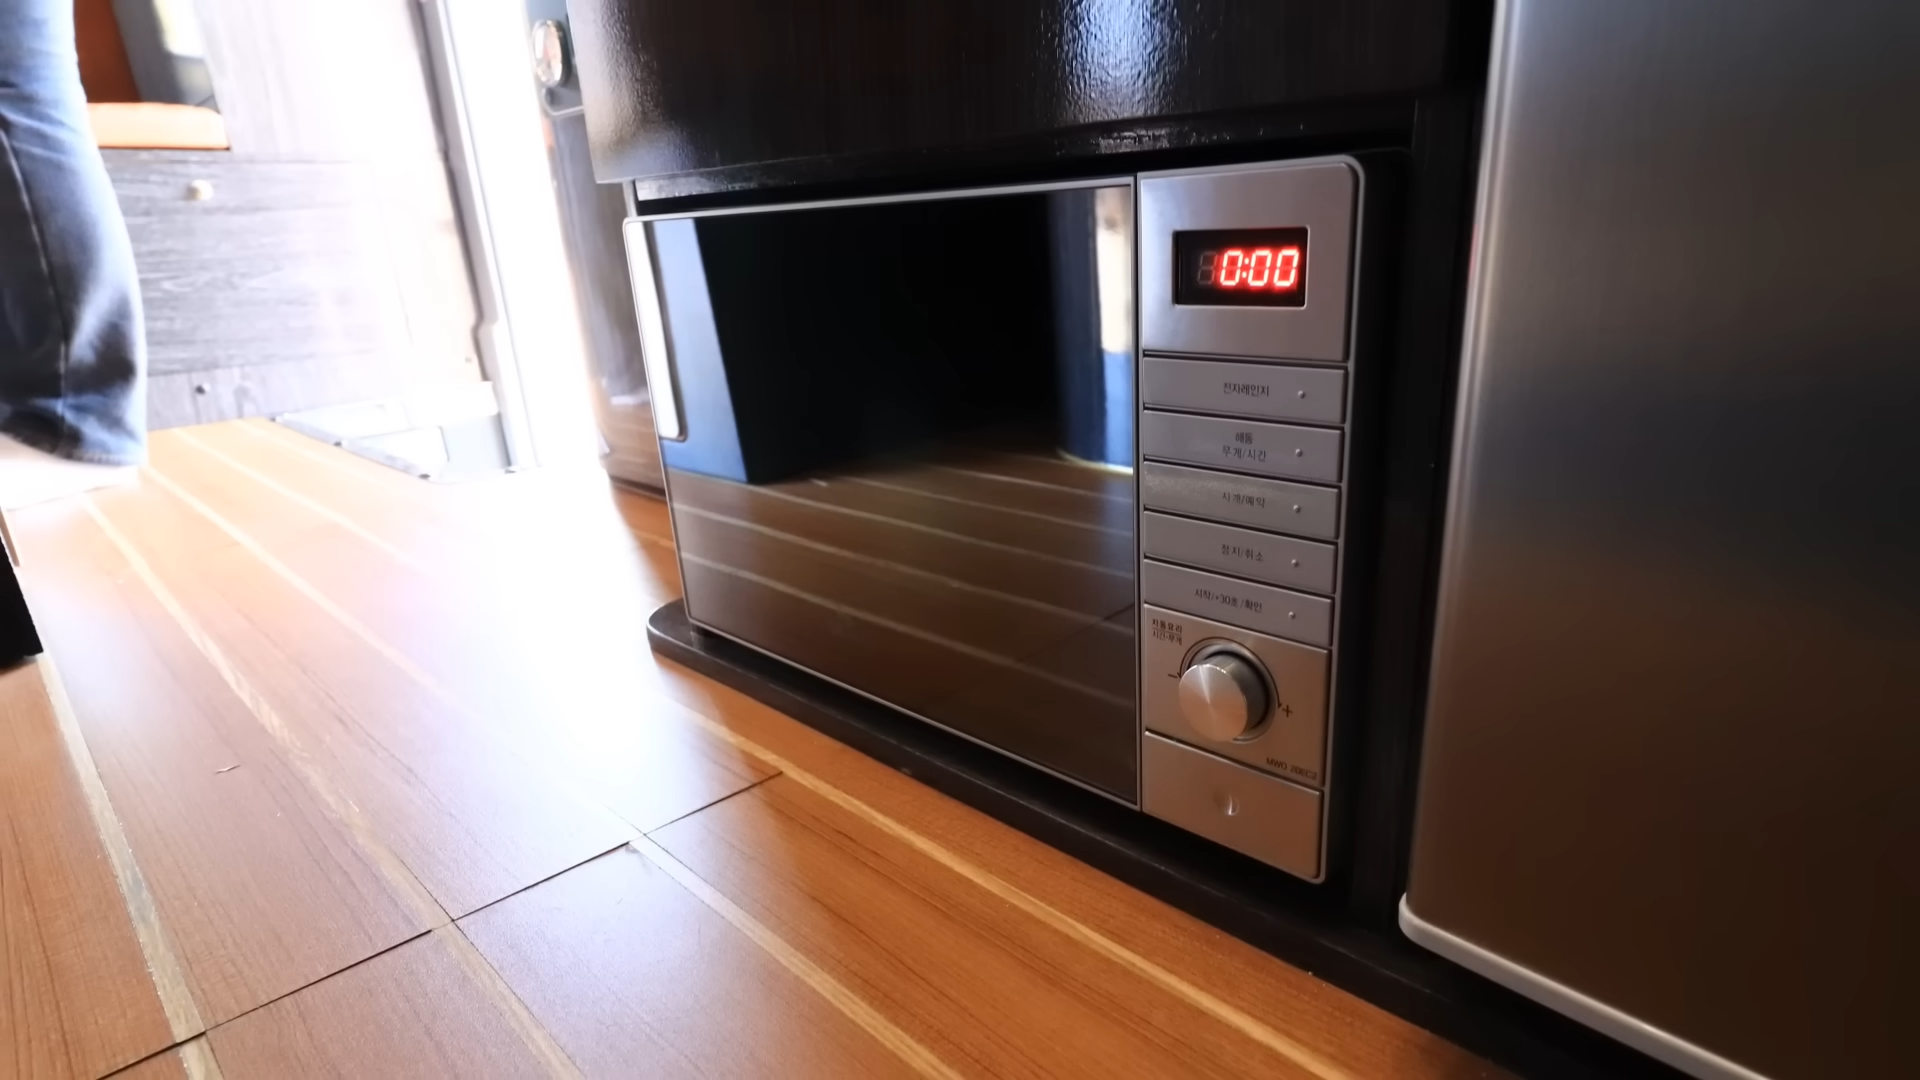 0:00
전자레인지
해동
무게/시간
시계/예약
정지/취소
시작/+30초/확인
자동요리
시간·무게
− +
MWO